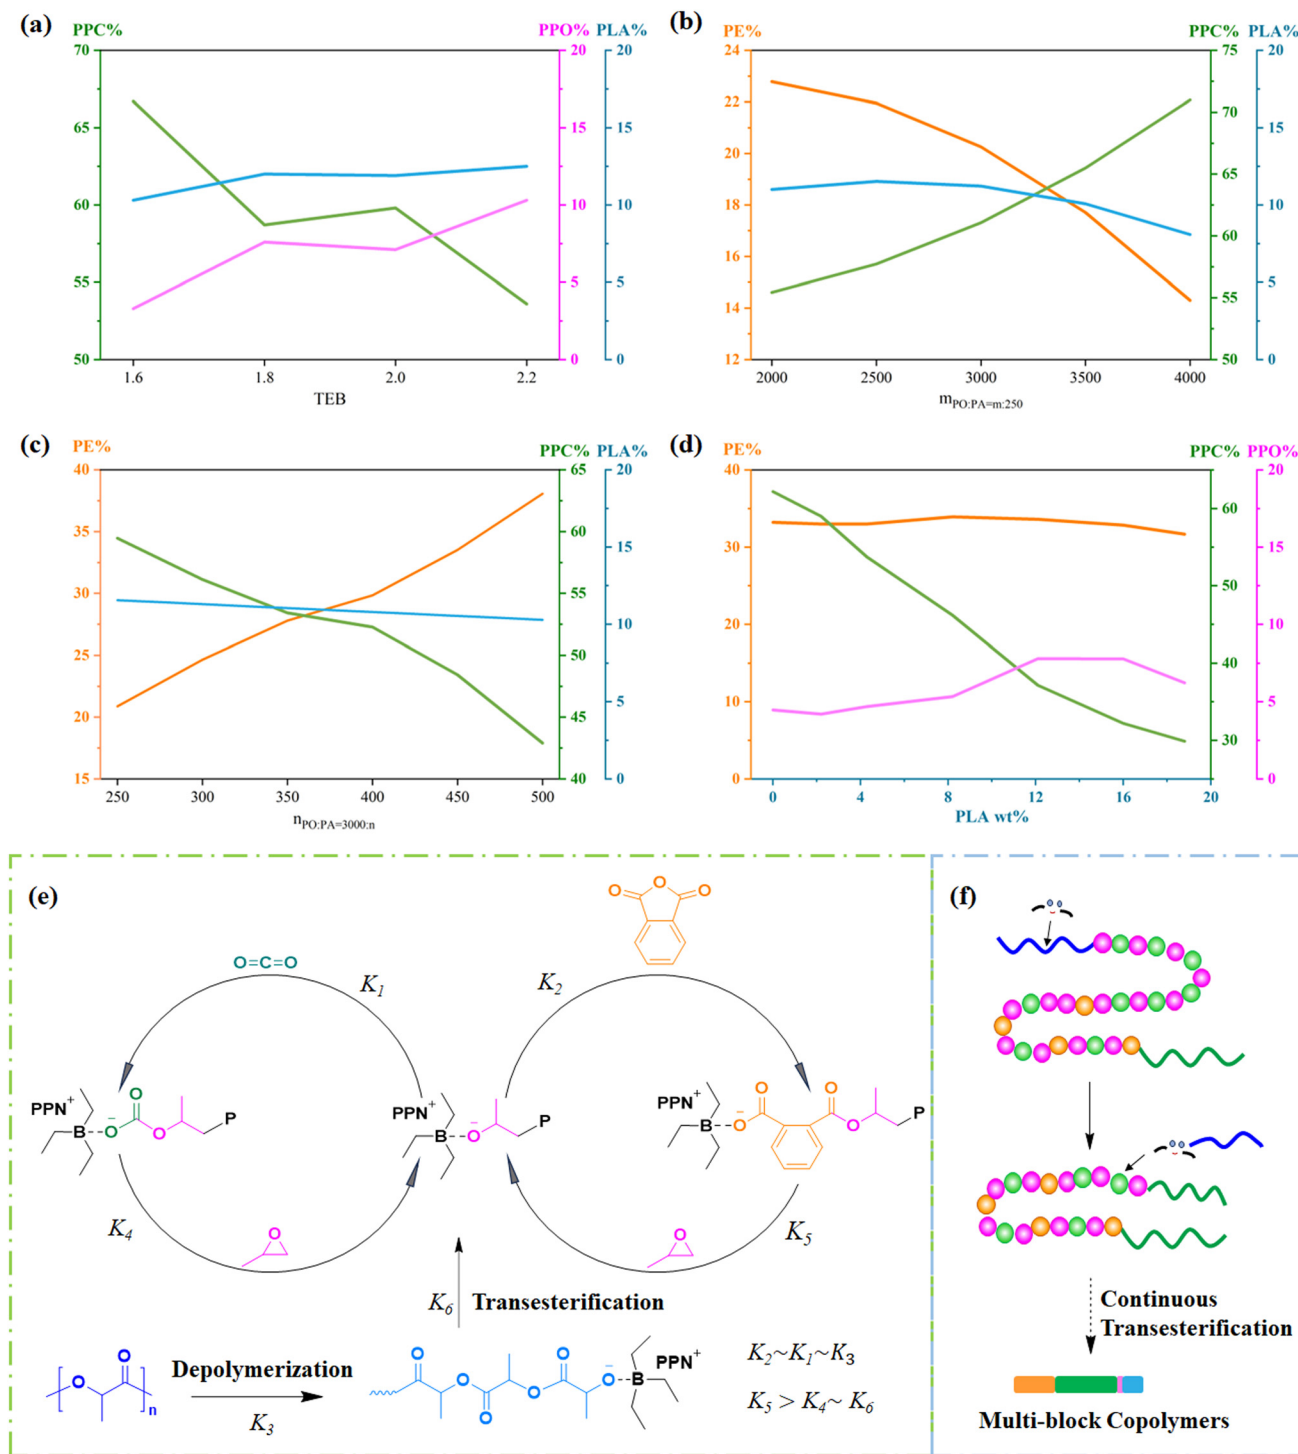 (a)
PPC%
PPO%
PLA%
70
65
60
55
50
20
15
10
5
0
20
15
10
5
0
1.6
1.8
2.0
2.2
TEB
(b)
PE%
PPC%
PLA%
24
22
20
18
16
14
12
75
70
65
60
55
50
20
15
10
5
0
2000
2500
3000
3500
4000
mPO:PA=m:250
(c)
PE%
PPC%
PLA%
40
35
30
25
20
15
65
60
55
50
45
40
20
15
10
5
0
250
300
350
400
450
500
nPO:PA=3000:n
(d)
PE%
PPC%
PPO%
40
30
20
10
0
60
50
40
30
20
15
10
5
0
0
4
8
12
16
20
PLA wt%
(e)
O=C=O
K1
K2
O
O
O
PPN+
B
O−
O
O
P
PPN+
B
O−
P
PPN+
B
O−
O
O
O
P
K4
O
K5
O
K6
Transesterification
O
O
n
Depolymerization
K3
O
O
O
O
O
O−
B
PPN+
K2~K1~K3
K5 > K4~ K6
(f)
Continuous
Transesterification
Multi-block Copolymers